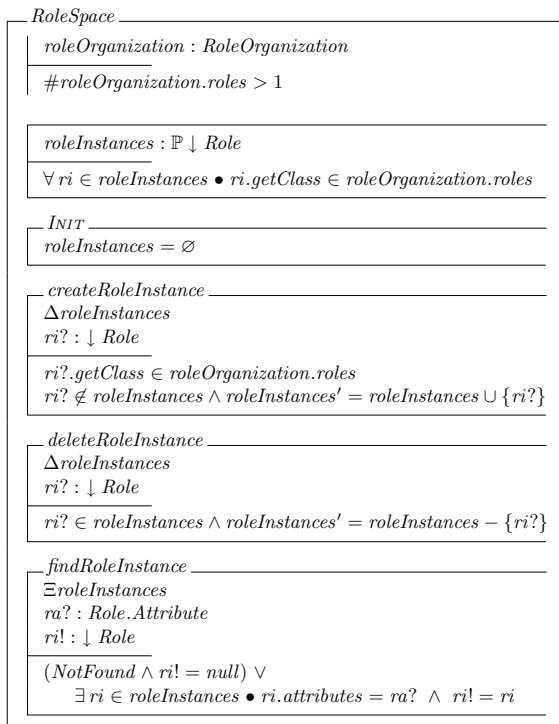 RoleSpace
roleOrganization : RoleOrganization
#roleOrganization.roles > 1
roleInstances : ℙ ↓ Role
∀ ri ∈ roleInstances • ri.getClass ∈ roleOrganization.roles
INIT
roleInstances = ∅
createRoleInstance
ΔroleInstances
ri? : ↓ Role
ri?.getClass ∈ roleOrganization.roles
ri? ∉ roleInstances ∧ roleInstances′ = roleInstances ∪ {ri?}
deleteRoleInstance
ΔroleInstances
ri? : ↓ Role
ri? ∈ roleInstances ∧ roleInstances′ = roleInstances − {ri?}
findRoleInstance
ΞroleInstances
ra? : Role.Attribute
ri! : ↓ Role
(NotFound ∧ ri! = null) ∨
∃ ri ∈ roleInstances • ri.attributes = ra? ∧ ri! = ri